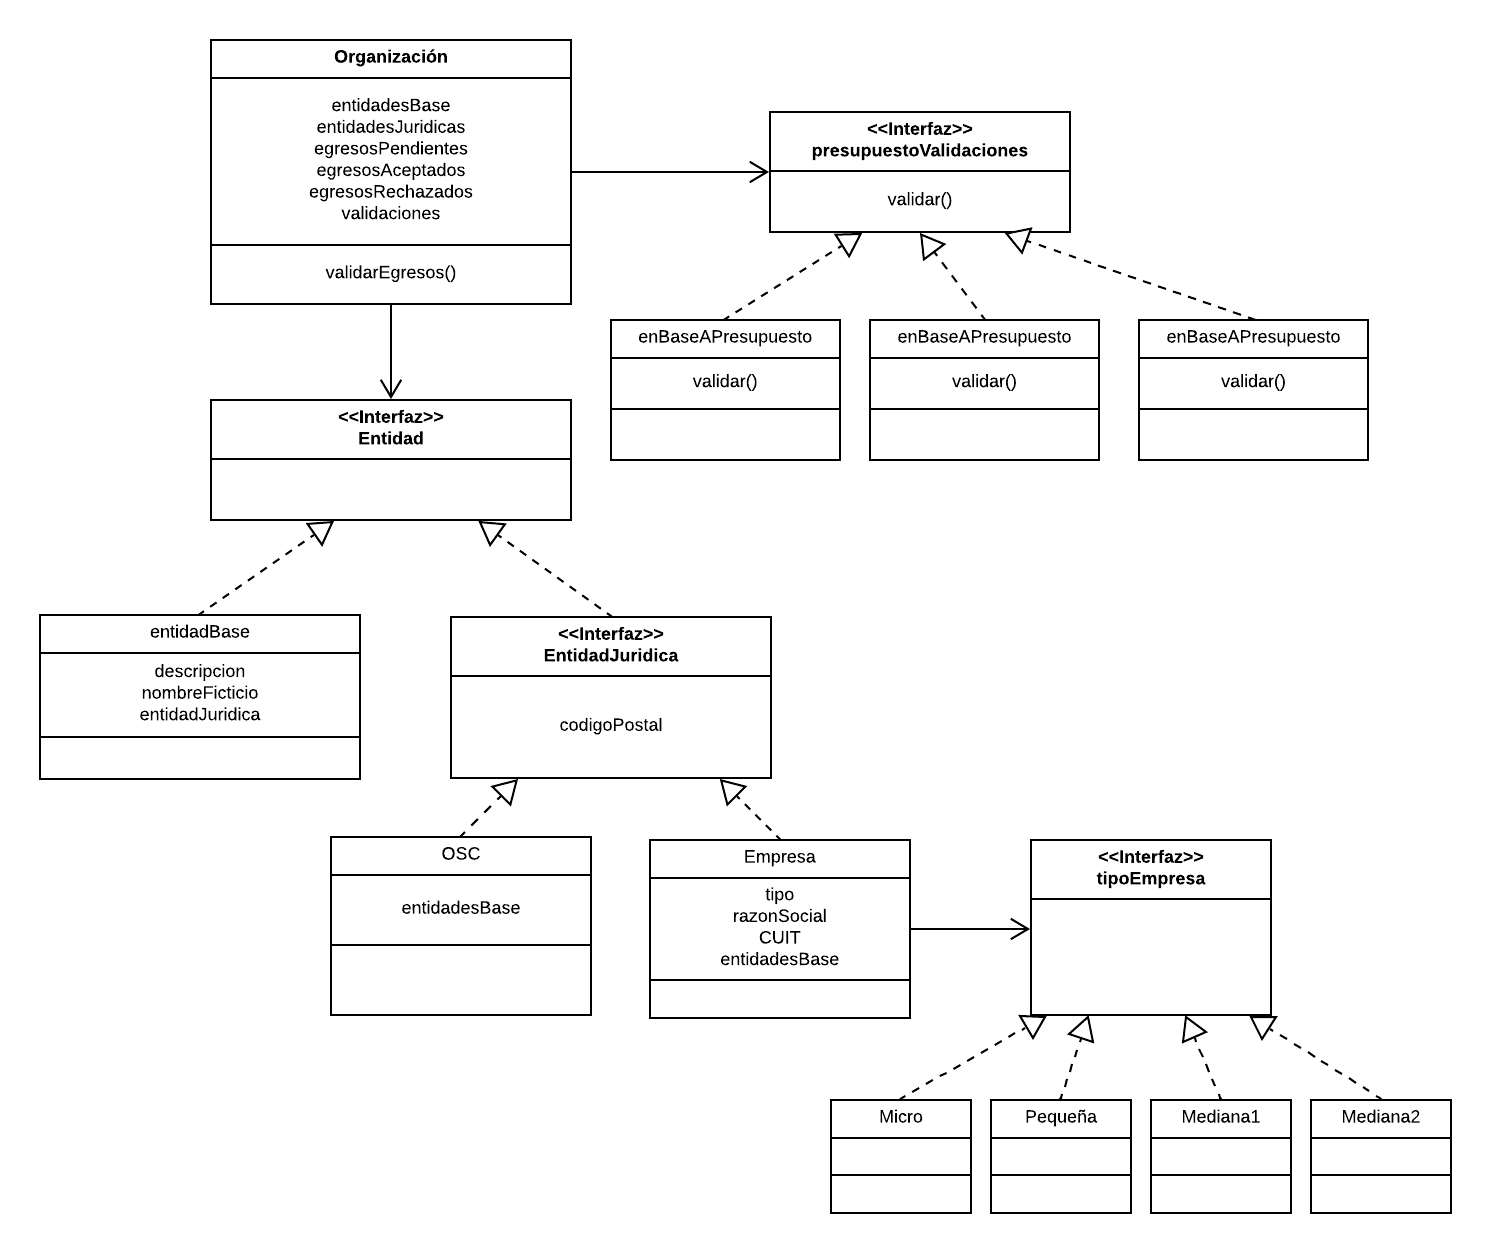 Organización
entidadesBase
entidadesJuridicas
egresosPendientes
egresosAceptados
egresosRechazados
validaciones
validarEgresos()
<<Interfaz>>
presupuestoValidaciones
validar()
enBaseAPresupuesto
validar()
enBaseAPresupuesto
validar()
enBaseAPresupuesto
validar()
<<Interfaz>>
Entidad
entidadBase
descripcion
nombreFicticio
entidadJuridica
<<Interfaz>>
EntidadJuridica
codigoPostal
OSC
entidadesBase
Empresa
tipo
razonSocial
CUIT
entidadesBase
<<Interfaz>>
tipoEmpresa
Micro
Pequeña
Mediana1
Mediana2